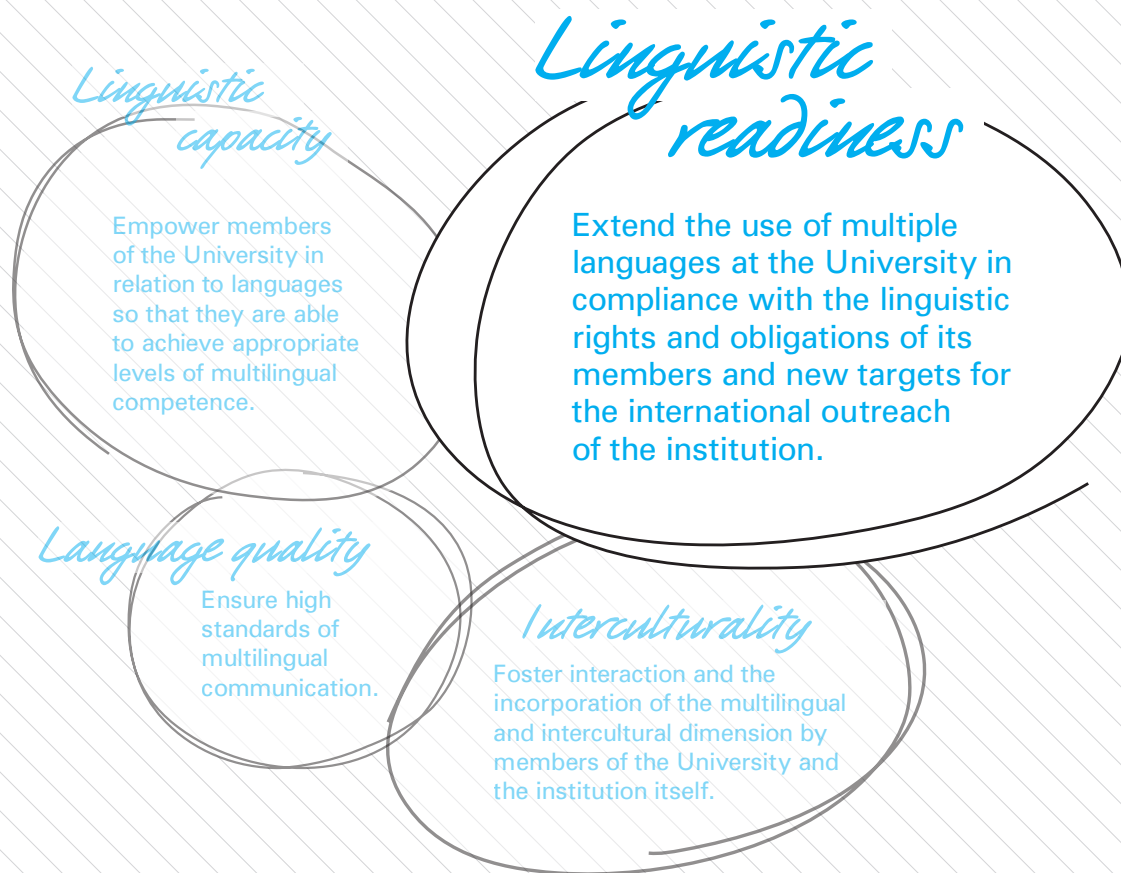 Linguistic
capacity
Empower members
of the University in
relation to languages
so that they are able
to achieve appropriate
levels of multilingual
competence.
Linguistic
readiness
Extend the use of multiple
languages at the University in
compliance with the linguistic
rights and obligations of its
members and new targets for
the international outreach
of the institution.
Language quality
Ensure high
standards of
multilingual
communication.
Interculturality
Foster interaction and the
incorporation of the multilingual
and intercultural dimension by
members of the University and
the institution itself.